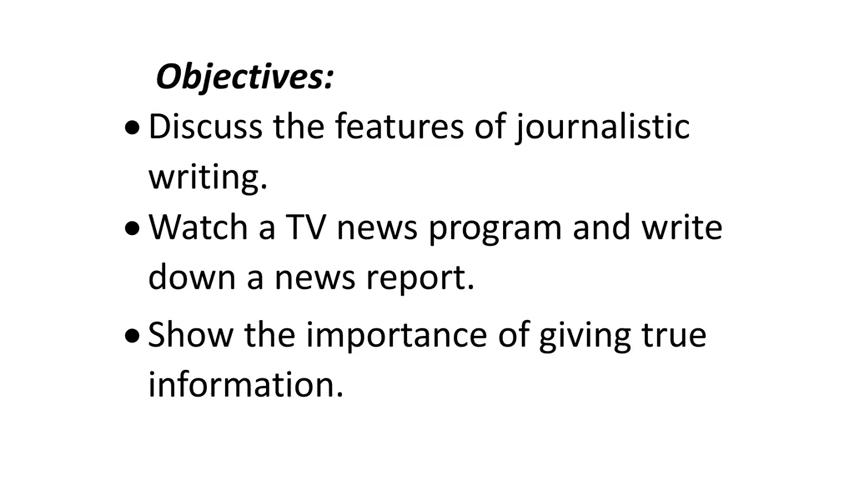 Objectives:
•Discuss the features of journalistic
writing.
•Watch a TV news program and write
down a news report.
•Show the importance of giving true
information.